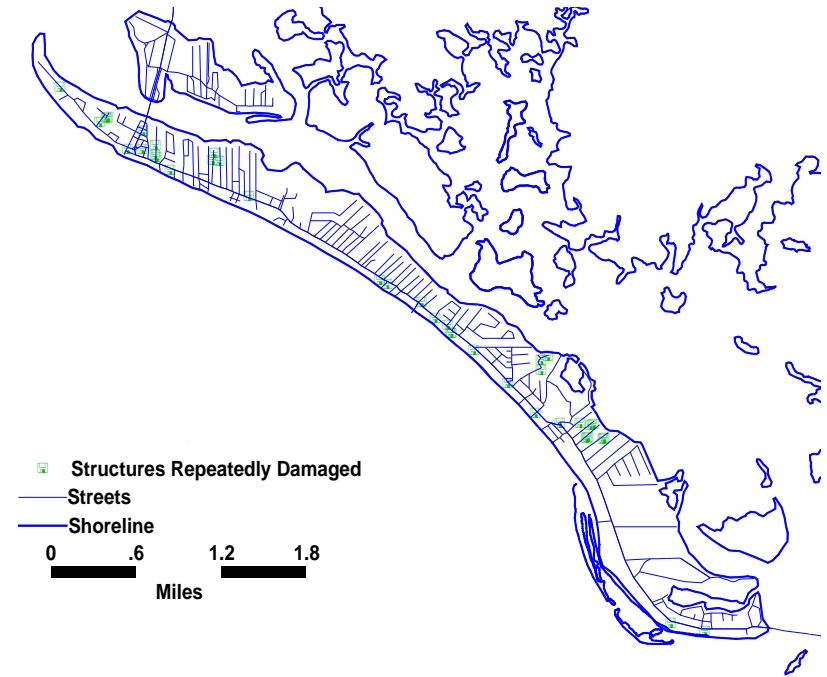 Structures Repeatedly Damaged
Streets
Shoreline
0 .6 1.2 1.8
Miles